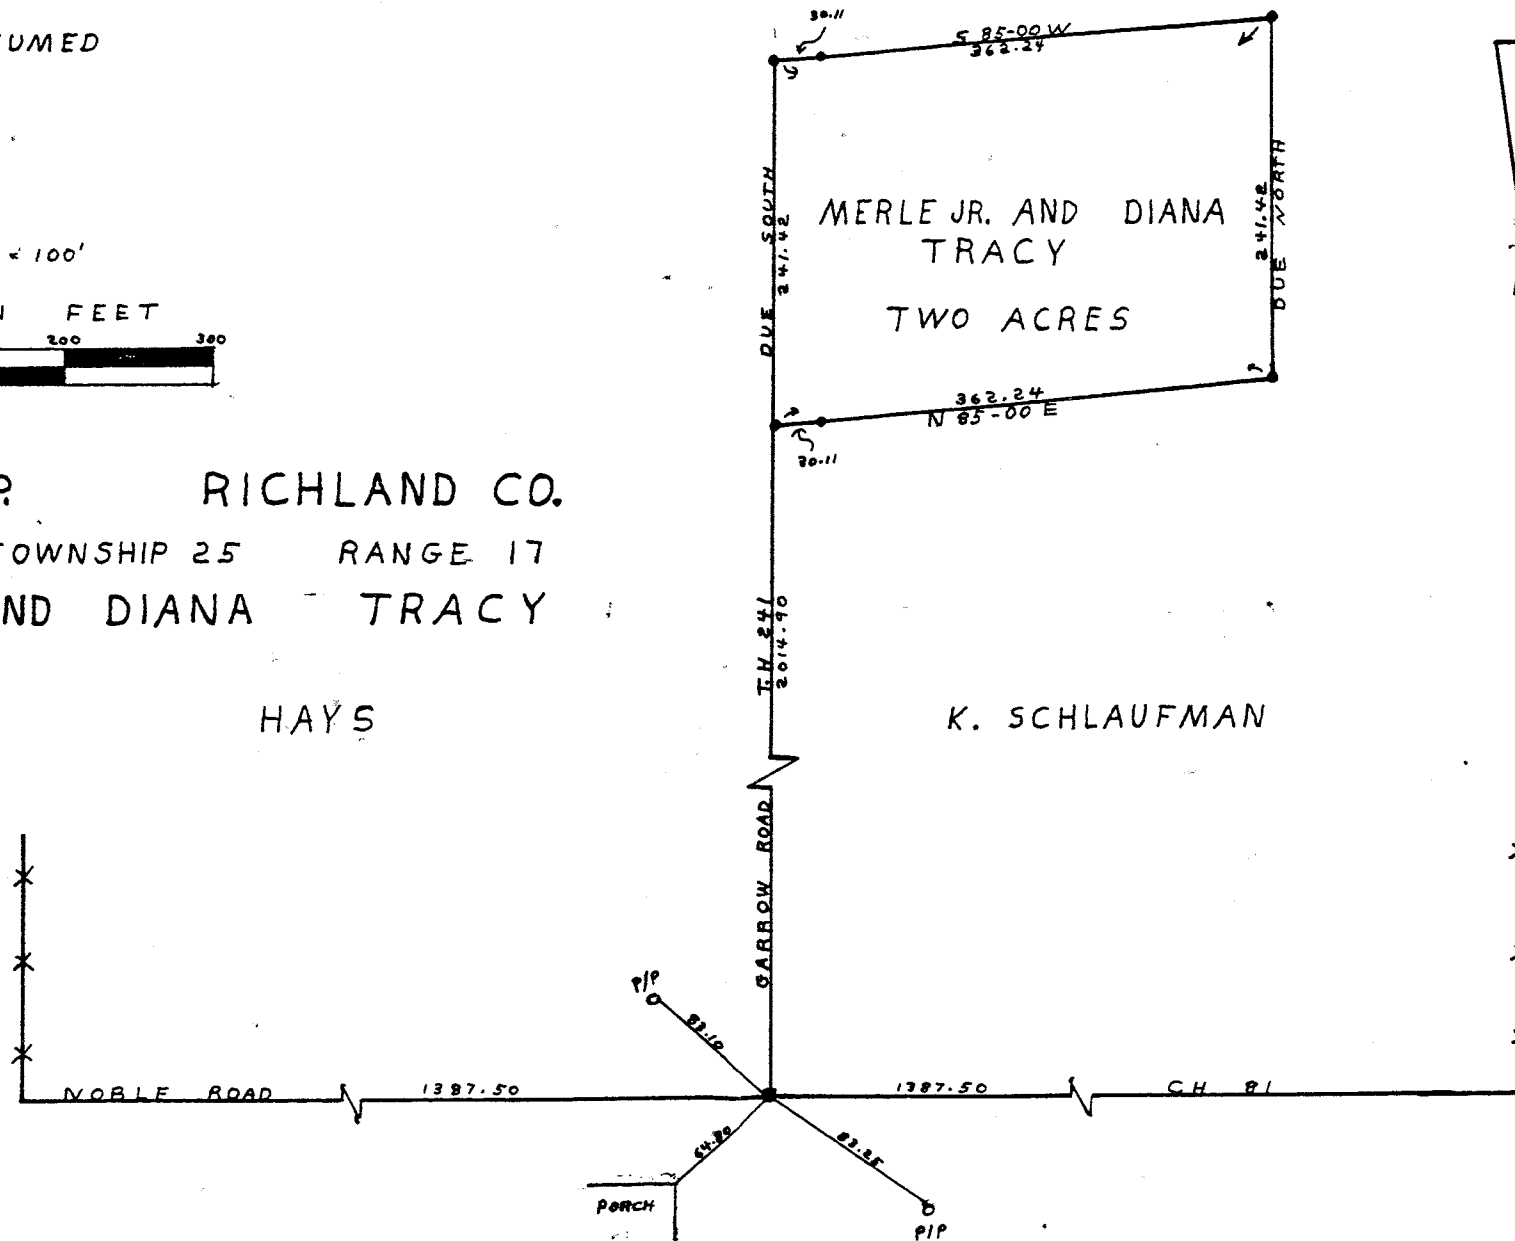 UMED
30.11
S 85-00 W
362.24
DUE SOUTH
241.42
MERLE JR. AND DIANA
TRACY
TWO ACRES
241.42
DUE NORTH
100'
FEET
200 300
362.24
N 85-00 E
30.11
RICHLAND CO.
TOWNSHIP 25 RANGE 17
ND DIANA TRACY
T.H 241
2014.90
HAYS
K. SCHLAUFMAN
GARROW ROAD
P/P
83.10
NOBLE ROAD
1387.50
1387.50
CH 81
64.80
83.25
PORCH
P/P